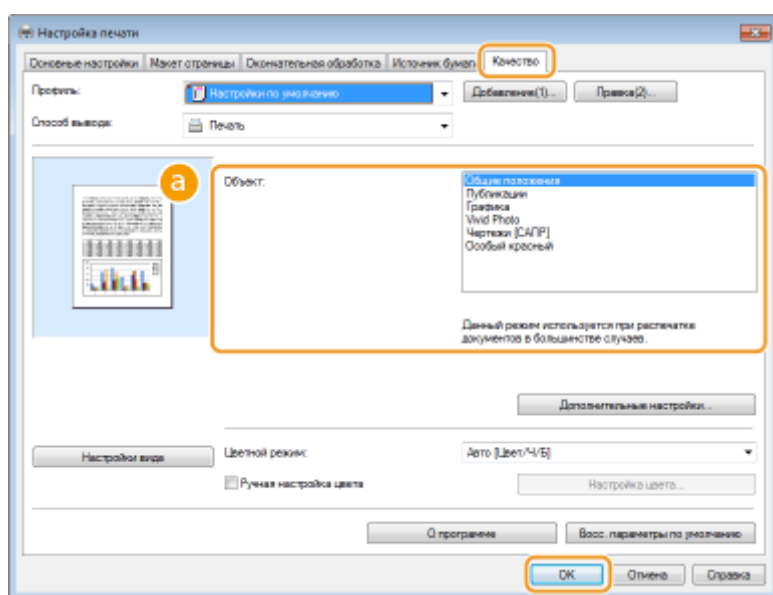 Настройка печати
Основные настройки Макет страницы Окончательная обработка Источник бумаги Качество
Профиль: Настройки по умолчанию Добавление(1)... Правка(2)...
Способ вывода: Печать
a
Объект: Общие положения
Публикации
Графика
Vivid Photo
Чертежи [САПР]
Особый красный
Данный режим используется при распечатке
документов в большинстве случаев.
Дополнительные настройки...
Настройки вида
Цветной режим: Авто [Цвет/Ч/Б]
Ручная настройка цвета Настройка цвета...
О программе Восс. параметры по умолчанию
OK Отмена Справка